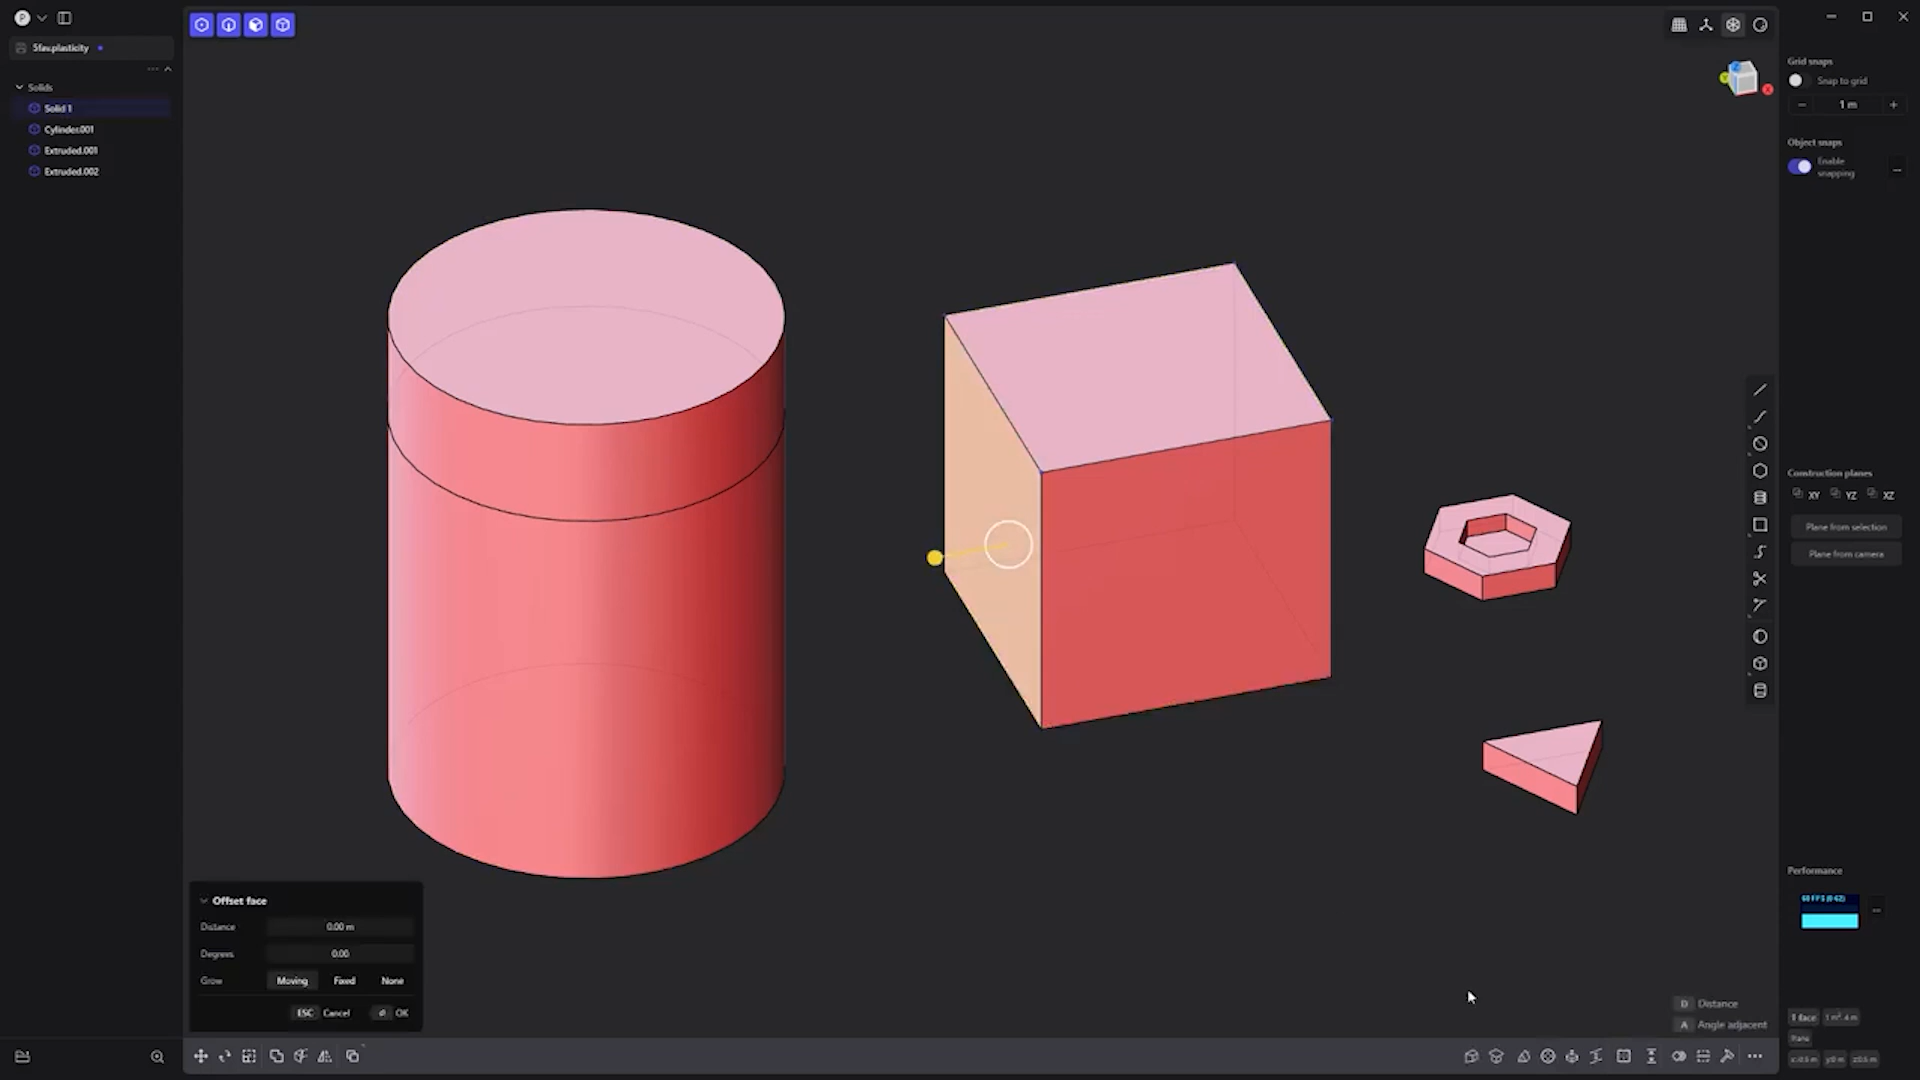 P
5fav.plasticity
Solids
Solid 1
Cylinder.001
Extruded.001
Extruded.002
Offset face
Distance 0.00 m
Degrees 0.00
Grow Moving Fixed None
ESC Cancel OK
Y
X
Grid snaps
Snap to grid
− 1 m +
Object snaps
Enable
snapping
Construction planes
XY YZ XZ
Plane from selection
Plane from camera
Performance
D Distance
A Angle adjacent
1 face
Plane